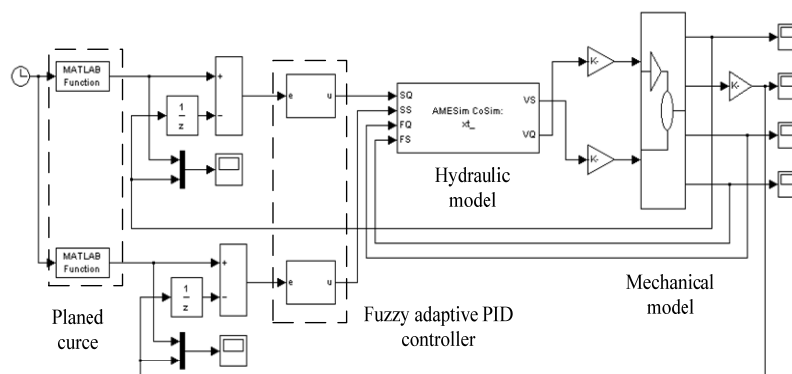 MATLAB
Function
+
−
1
z
e
u
SQ
SS
FQ
FS
AMESim CoSim:
xt_
VS
VQ
K-
K-
K-
Hydraulic
model
MATLAB
Function
+
−
1
z
e
u
Planed
curce
Fuzzy adaptive PID
controller
Mechanical
model